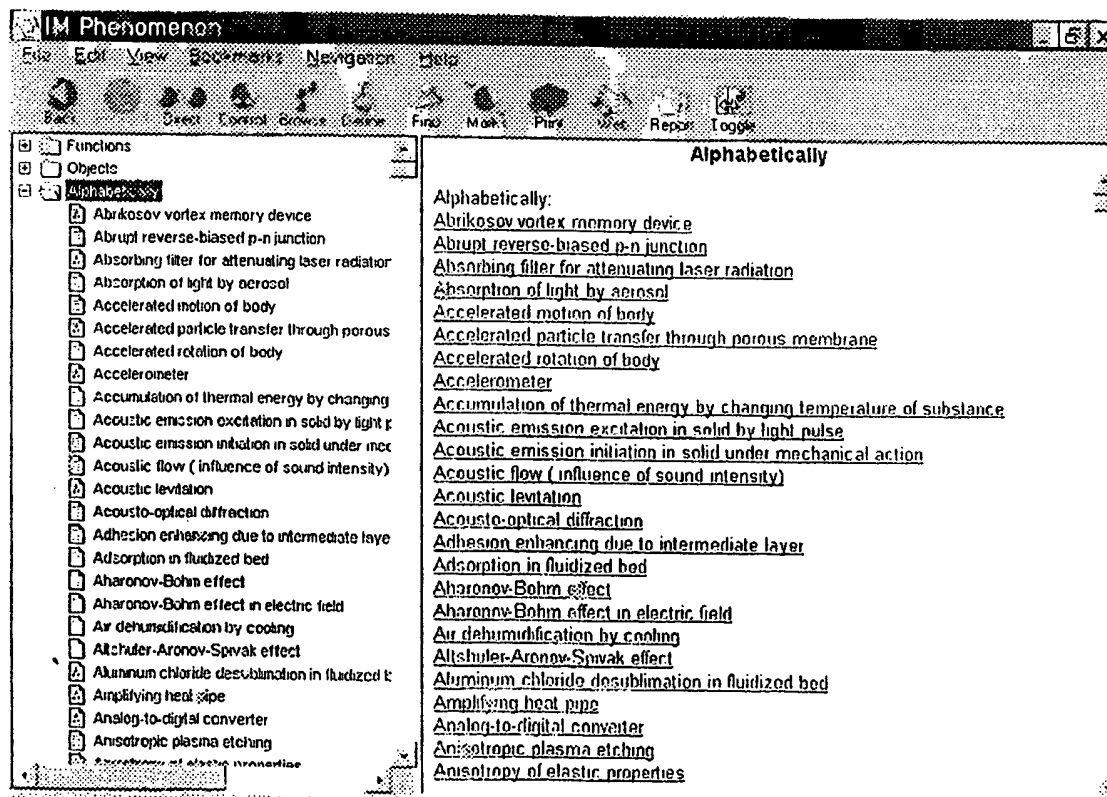 IM Phenomenon
File Edit View Bookmarks Navigation Help
Back Direct Control Browse Define Find Marks Print Web Report Toggle
Functions
Objects
Alphabetically
Abrikosov vortex memory device
Abrupt reverse-biased p-n junction
Absorbing filter for attenuating laser radiation
Absorption of light by aerosol
Accelerated motion of body
Accelerated particle transfer through porous
Accelerated rotation of body
Accelerometer
Accumulation of thermal energy by changing
Acoustic emission excitation in solid by light p
Acoustic emission initiation in solid under mec
Acoustic flow ( influence of sound intensity)
Acoustic levitation
Acousto-optical diffraction
Adhesion enhancing due to intermediate laye
Adsorption in fluidized bed
Aharonov-Bohm effect
Aharonov-Bohm effect in electric field
Air dehumidification by cooling
Altshuler-Aronov-Spivak effect
Aluminum chloride desublimation in fluidized b
Amplifying heat pipe
Analog-to-digital converter
Anisotropic plasma etching
Anisotropy of elastic properties
Alphabetically
Alphabetically:
Abrikosov vortex memory device
Abrupt reverse-biased p-n junction
Absorbing filter for attenuating laser radiation
Absorption of light by aerosol
Accelerated motion of body
Accelerated particle transfer through porous membrane
Accelerated rotation of body
Accelerometer
Accumulation of thermal energy by changing temperature of substance
Acoustic emission excitation in solid by light pulse
Acoustic emission initiation in solid under mechanical action
Acoustic flow ( influence of sound intensity)
Acoustic levitation
Acousto-optical diffraction
Adhesion enhancing due to intermediate layer
Adsorption in fluidized bed
Aharonov-Bohm effect
Aharonov-Bohm effect in electric field
Air dehumidification by cooling
Altshuler-Aronov-Spivak effect
Aluminum chloride desublimation in fluidized bed
Amplifying heat pipe
Analog-to-digital converter
Anisotropic plasma etching
Anisotropy of elastic properties